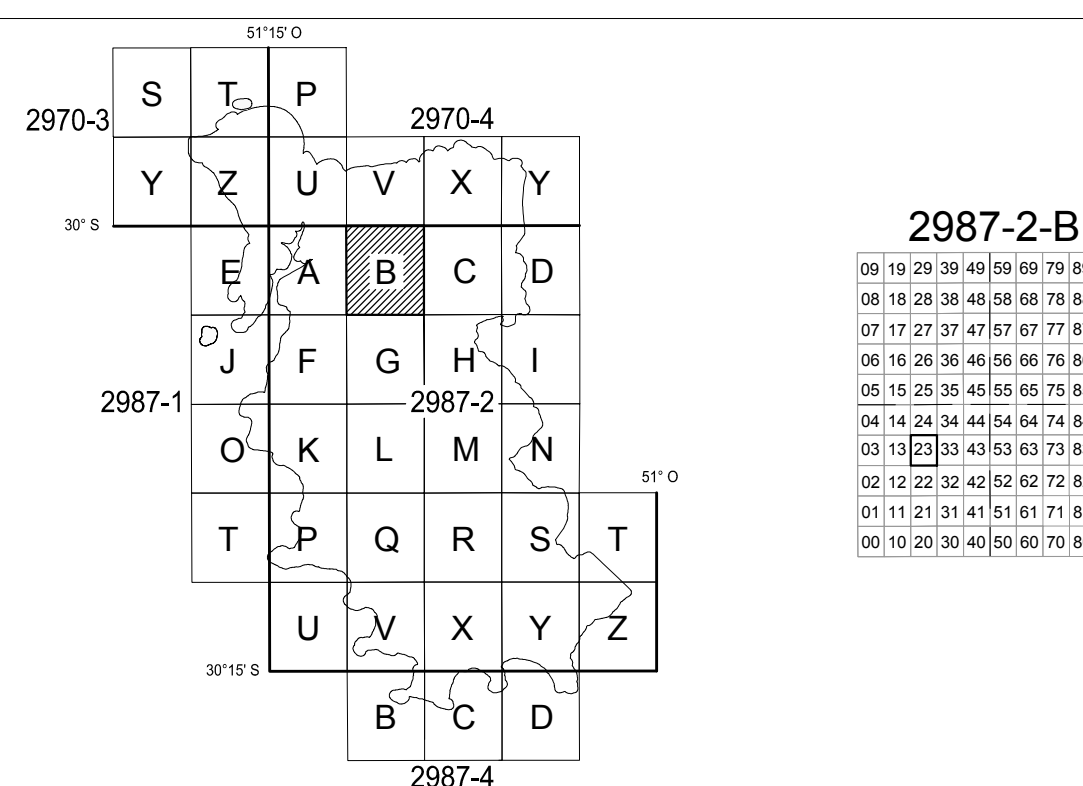 51°15' O
S T P
2970-3 2970-4
Y Z U V X Y
30° S
E A B C D
J F G H I
2987-1 2987-2
O K L M N
51° O
T P Q R S T
U V X Y Z
30°15' S
B C D
2987-4
2987-2-B
09 19 29 39 49 59 69 79
08 18 28 38 48 58 68 78
07 17 27 37 47 57 67 77
06 16 26 36 46 56 66 76
05 15 25 35 45 55 65 75
04 14 24 34 44 54 64 74
03 13 23 33 43 53 63 73
02 12 22 32 42 52 62 72
01 11 21 31 41 51 61 71
00 10 20 30 40 50 60 70